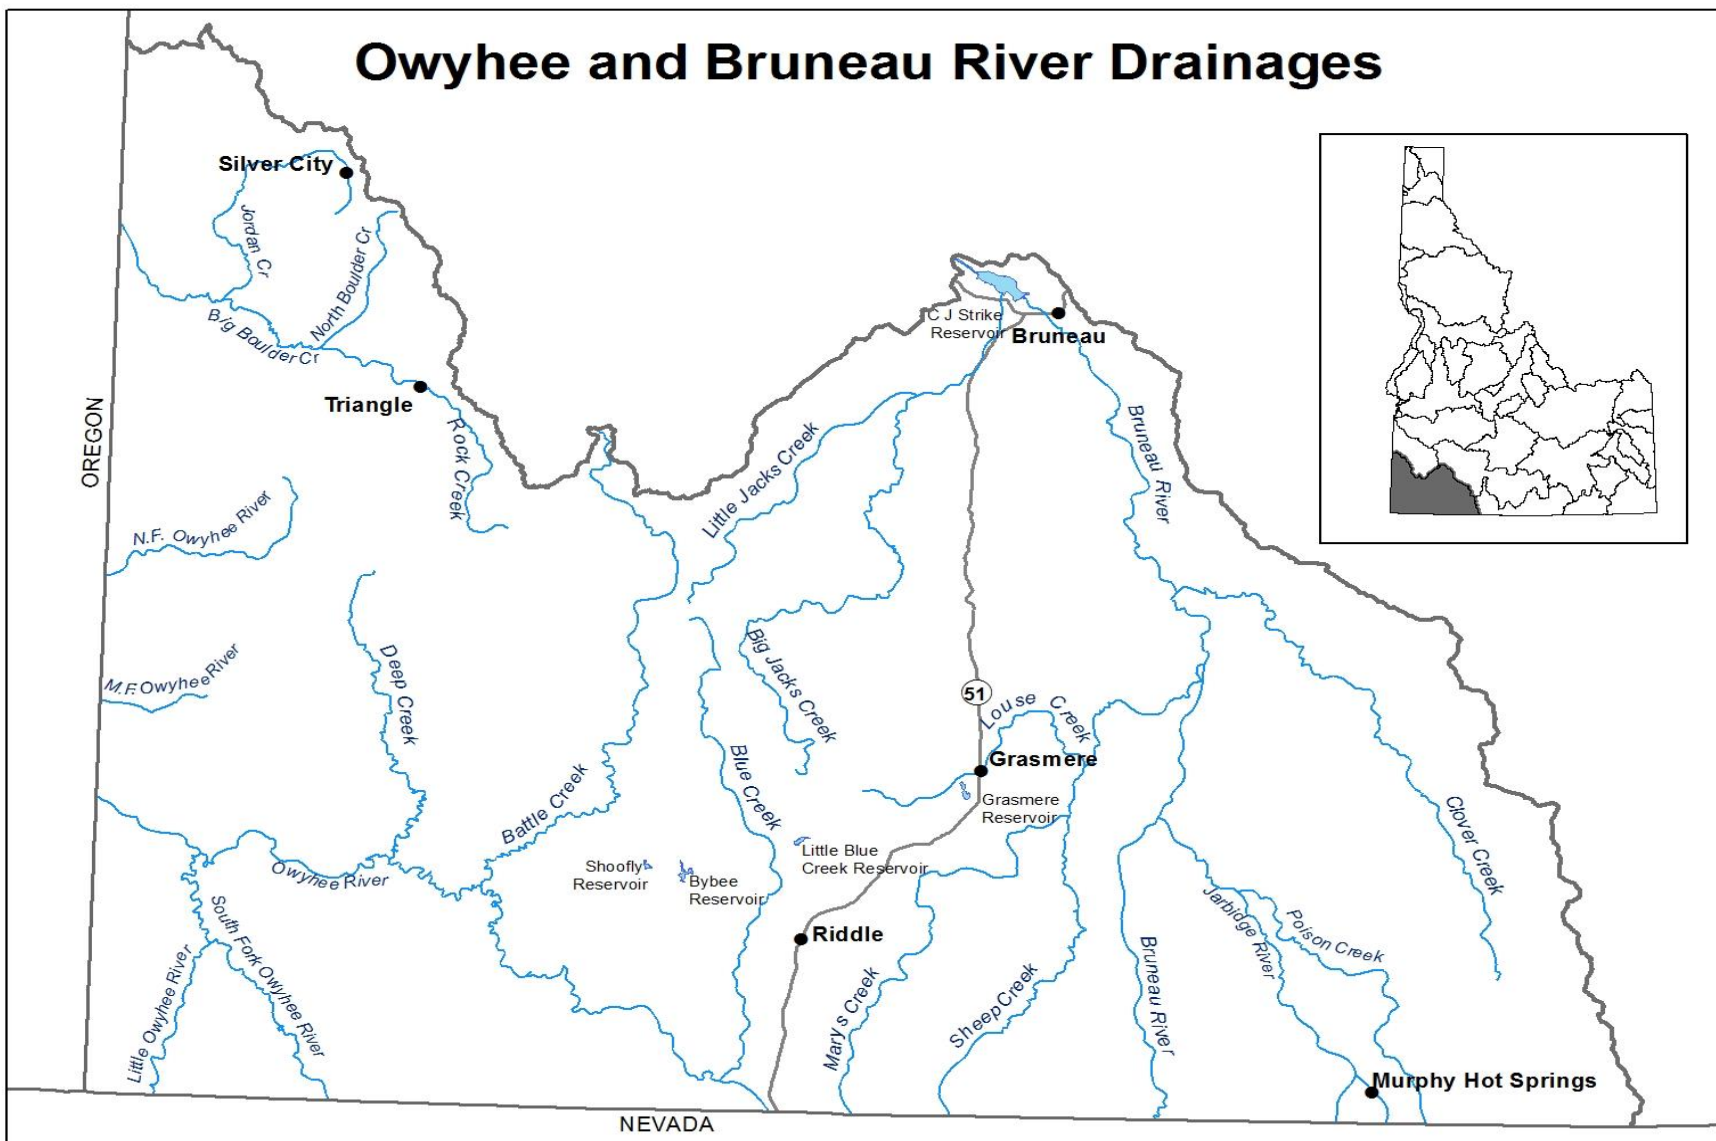 Owyhee and Bruneau River Drainages
Silver City
Jordan Cr
North Boulder Cr
Big Boulder Cr
Triangle
Rock Creek
OREGON
N.F. Owyhee River
M.F. Owyhee River
Deep Creek
C J Strike
Reservoir
Bruneau
Bruneau River
Little Jacks Creek
Big Jacks Creek
51
Louse Creek
Grasmere
Grasmere
Reservoir
Battle Creek
Blue Creek
Little Blue
Creek Reservoir
Shoofly
Reservoir
Bybee
Reservoir
Owyhee River
South Fork Owyhee River
Little Owyhee River
Riddle
Mary's Creek
Sheep Creek
Bruneau River
Jarbidge River
Poison Creek
Clover Creek
Murphy Hot Springs
NEVADA